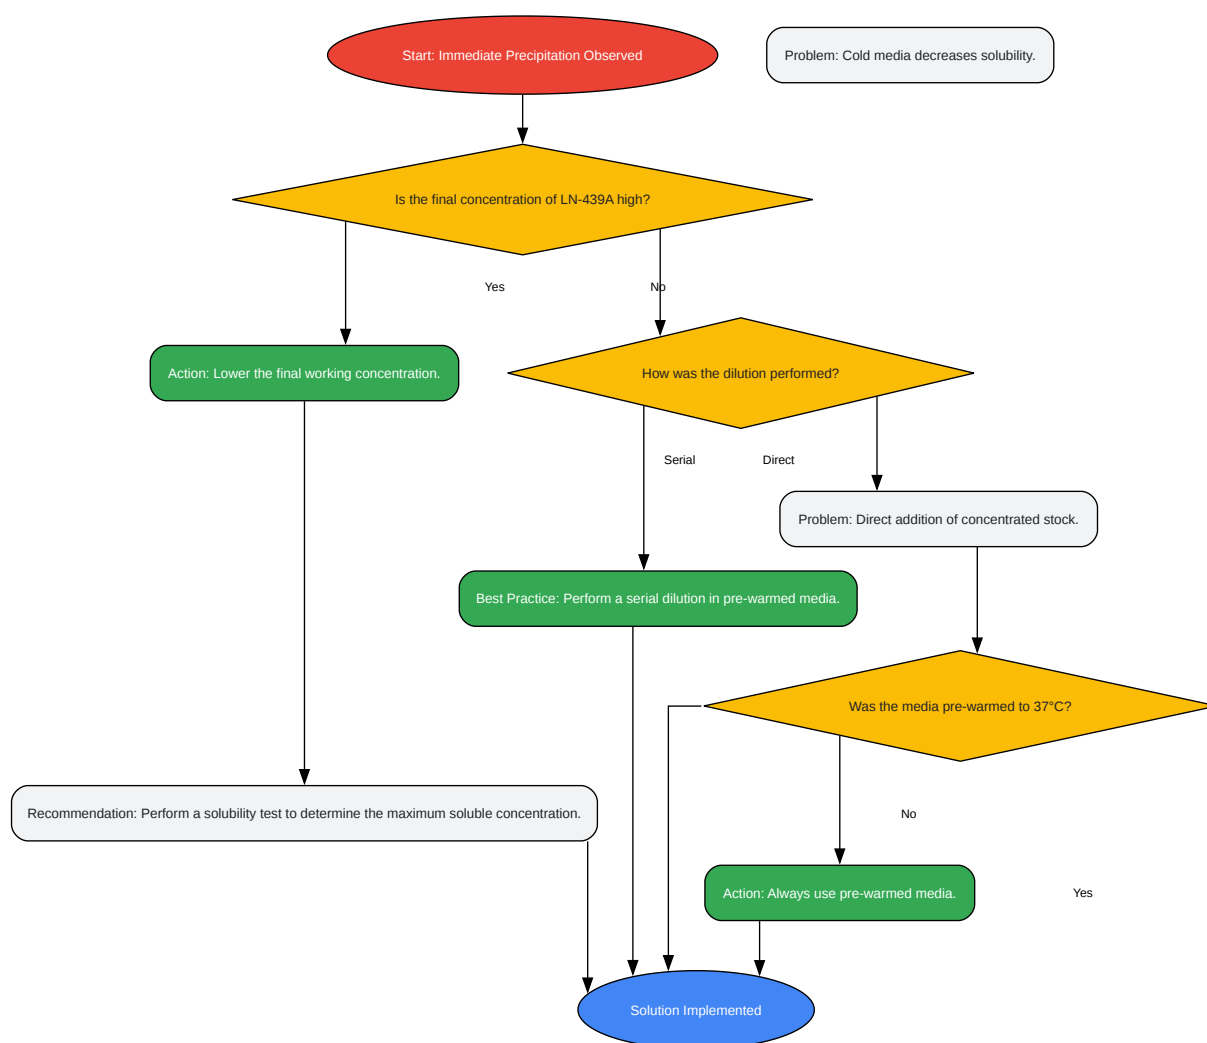 Start: Immediate Precipitation Observed
Problem: Cold media decreases solubility.
Is the final concentration of LN-439A high?
Yes
No
Action: Lower the final working concentration.
How was the dilution performed?
Serial
Direct
Problem: Direct addition of concentrated stock.
Best Practice: Perform a serial dilution in pre-warmed media.
Was the media pre-warmed to 37°C?
Recommendation: Perform a solubility test to determine the maximum soluble concentration.
No
Action: Always use pre-warmed media.
Yes
Solution Implemented